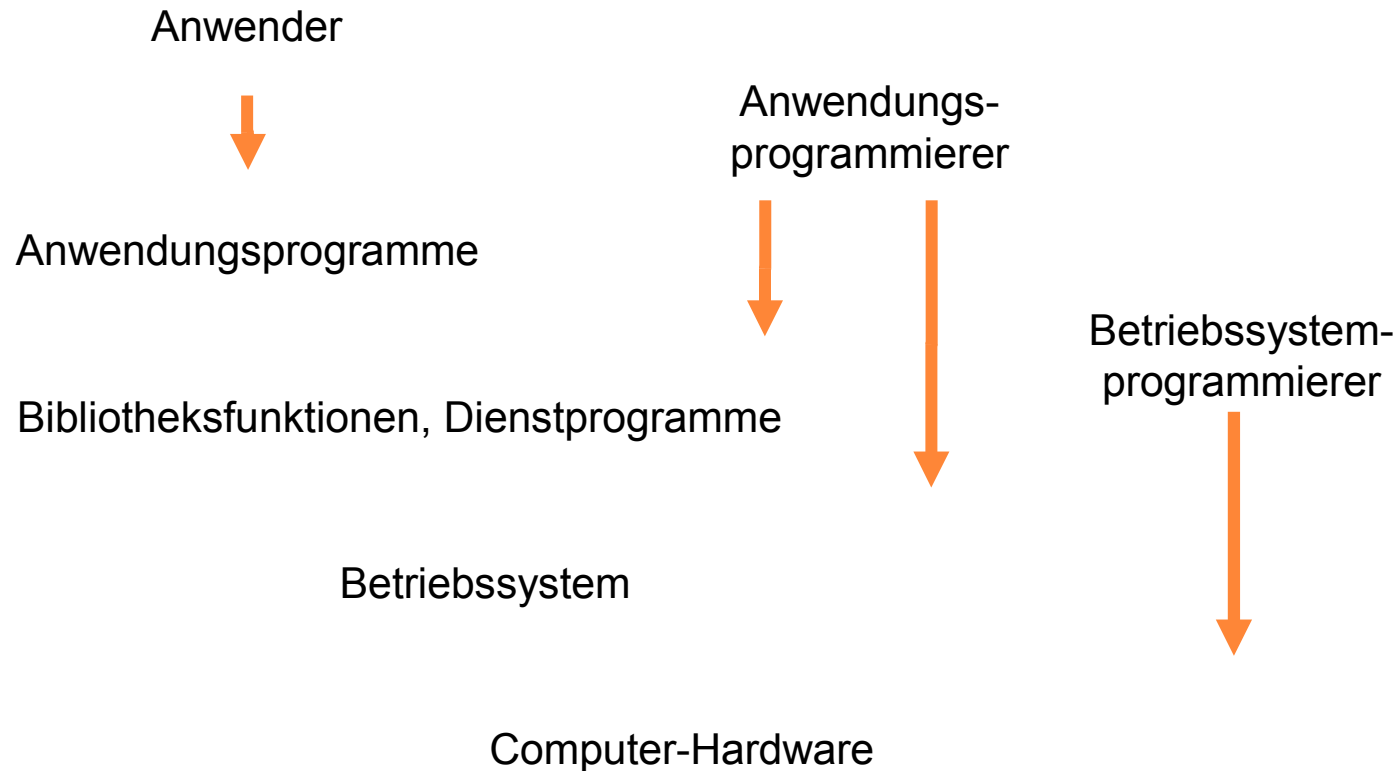 Anwender
Anwendungs-
programmierer
Anwendungsprogramme
Betriebssystem-
programmierer
Bibliotheksfunktionen, Dienstprogramme
Betriebssystem
Computer-Hardware